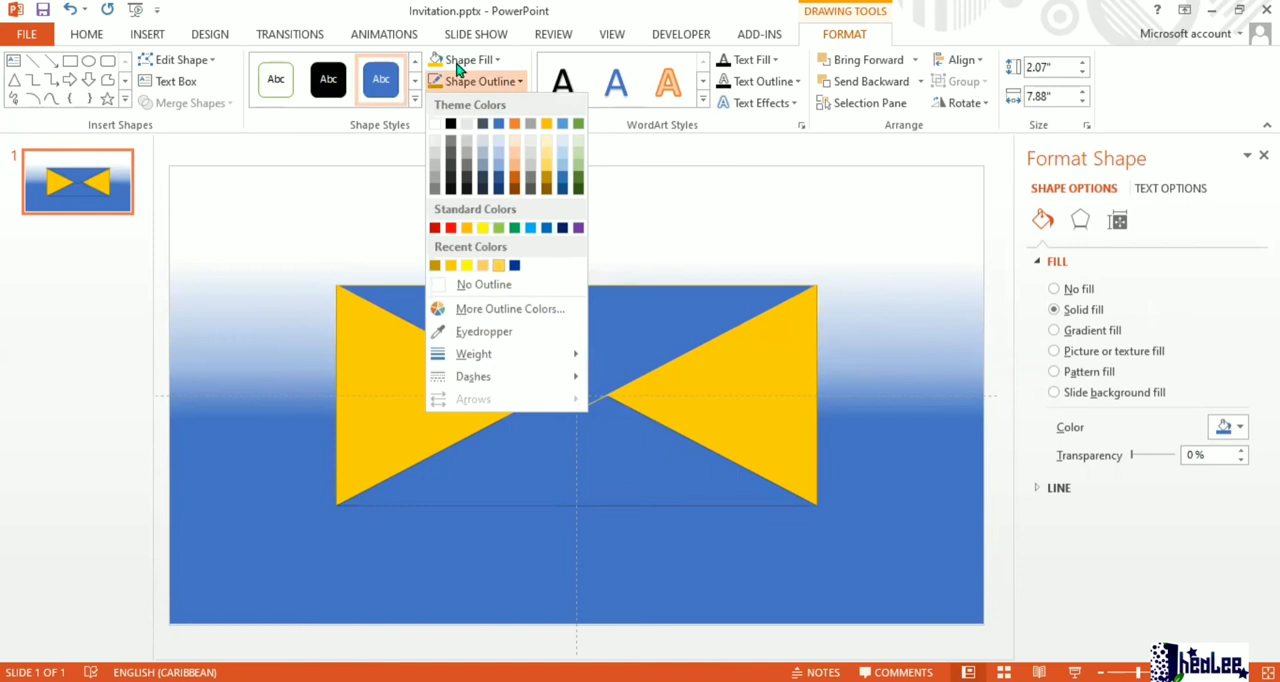 Invitation.pptx - PowerPoint
DRAWING TOOLS
?
FILE HOME INSERT DESIGN TRANSITIONS ANIMATIONS SLIDE SHOW REVIEW VIEW DEVELOPER ADD-INS FORMAT
Microsoft account
Edit Shape
Text Box
Merge Shapes
Insert Shapes
Abc Abc Abc
Shape Styles
Shape Fill
Shape Outline
A A A
WordArt Styles
Text Fill
Text Outline
Text Effects
Bring Forward
Send Backward
Selection Pane
Align
Group
Rotate
Arrange
2.07"
7.88"
Size
Theme Colors
Standard Colors
Recent Colors
No Outline
More Outline Colors...
Eyedropper
Weight
Dashes
Arrows
1
Format Shape
SHAPE OPTIONS TEXT OPTIONS
FILL
No fill
Solid fill
Gradient fill
Picture or texture fill
Pattern fill
Slide background fill
Color
Transparency 0 %
LINE
SLIDE 1 OF 1 ENGLISH (CARIBBEAN) NOTES COMMENTS
JheoLee